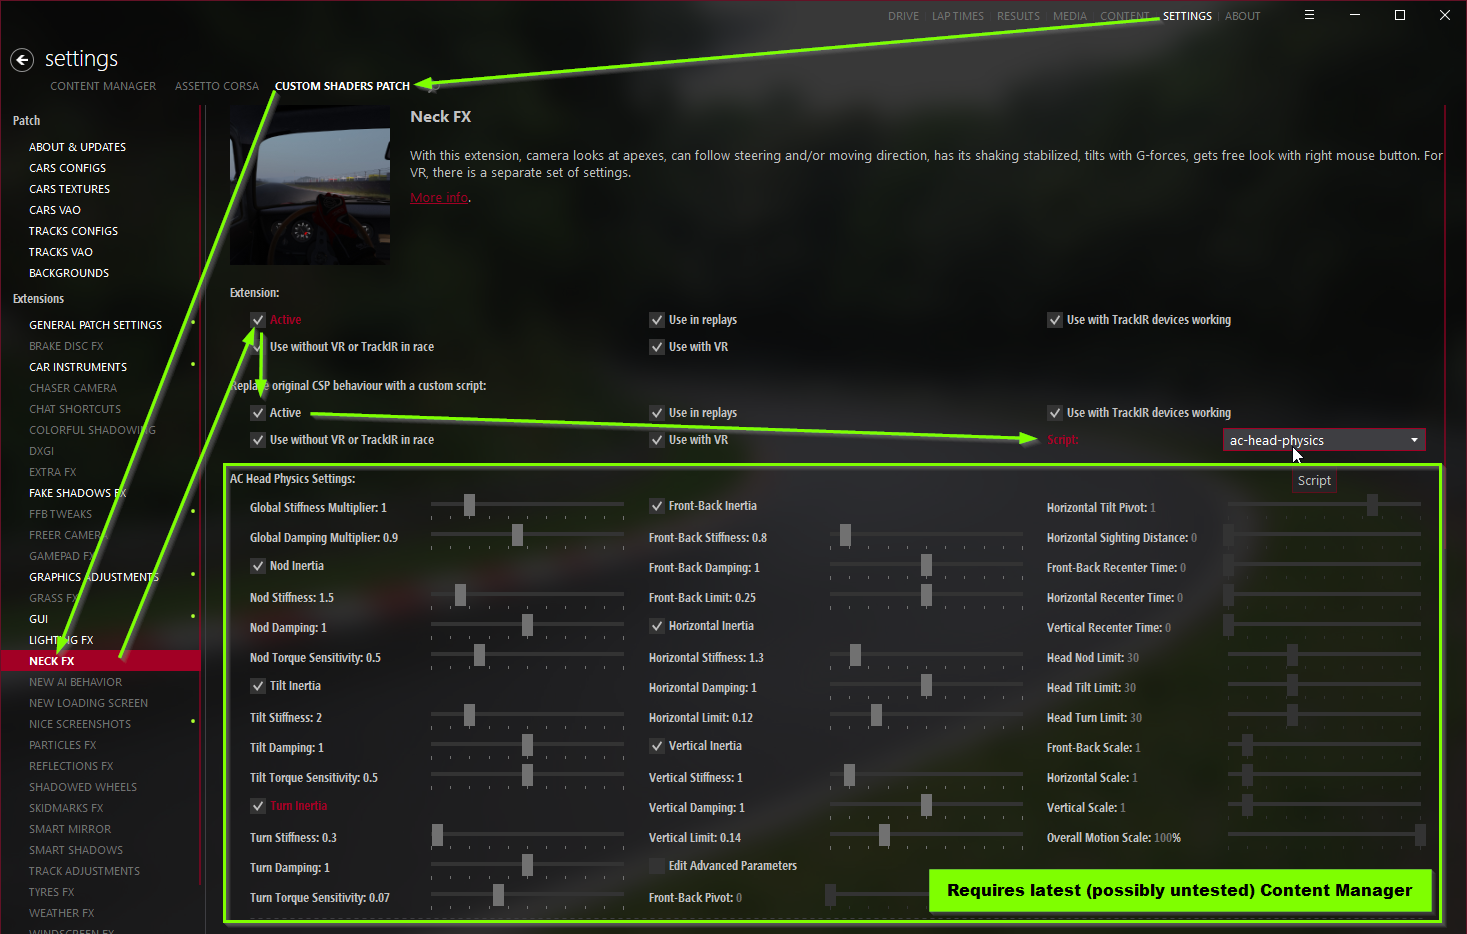 DRIVE LAP TIMES RESULTS MEDIA CONTENT SETTINGS ABOUT
settings
CONTENT MANAGER ASSETTO CORSA CUSTOM SHADERS PATCH
Patch
ABOUT & UPDATES
CARS CONFIGS
CARS TEXTURES
CARS VAO
TRACKS CONFIGS
TRACKS VAO
BACKGROUNDS
Extensions
GENERAL PATCH SETTINGS
BRAKE DISC FX
CAR INSTRUMENTS
CHASER CAMERA
CHAT SHORTCUTS
COLORFUL SHADOWING
DXGI
EXTRA FX
FAKE SHADOWS FX
FFB TWEAKS
FREER CAMERA
GAMEPAD FX
GRAPHICS ADJUSTMENTS
GRASS FX
GUI
LIGHTING FX
NECK FX
NEW AI BEHAVIOR
NEW LOADING SCREEN
NICE SCREENSHOTS
PARTICLES FX
REFLECTIONS FX
SHADOWED WHEELS
SKIDMARKS FX
SMART MIRROR
SMART SHADOWS
TRACK ADJUSTMENTS
TYRES FX
WEATHER FX
WINDSCREEN FX
Neck FX
With this extension, camera looks at apexes, can follow steering and/or moving direction, has its shaking stabilized, tilts with G-forces, gets free look with right mouse button. For
VR, there is a separate set of settings.
More info.
Extension:
Active Use in replays Use with TrackIR devices working
Use without VR or TrackIR in race Use with VR
Replace original CSP behaviour with a custom script:
Active Use in replays Use with TrackIR devices working
Use without VR or TrackIR in race Use with VR Script: ac-head-physics
Script
AC Head Physics Settings:
Global Stiffness Multiplier: 1
Global Damping Multiplier: 0.9
Nod Inertia
Nod Stiffness: 1.5
Nod Damping: 1
Nod Torque Sensitivity: 0.5
Tilt Inertia
Tilt Stiffness: 2
Tilt Damping: 1
Tilt Torque Sensitivity: 0.5
Turn Inertia
Turn Stiffness: 0.3
Turn Damping: 1
Turn Torque Sensitivity: 0.07
Front-Back Inertia
Front-Back Stiffness: 0.8
Front-Back Damping: 1
Front-Back Limit: 0.25
Horizontal Inertia
Horizontal Stiffness: 1.3
Horizontal Damping: 1
Horizontal Limit: 0.12
Vertical Inertia
Vertical Stiffness: 1
Vertical Damping: 1
Vertical Limit: 0.14
Edit Advanced Parameters
Front-Back Pivot: 0
Horizontal Tilt Pivot: 1
Horizontal Sighting Distance: 0
Front-Back Recenter Time: 0
Horizontal Recenter Time: 0
Vertical Recenter Time: 0
Head Nod Limit: 30
Head Tilt Limit: 30
Head Turn Limit: 30
Front-Back Scale: 1
Horizontal Scale: 1
Vertical Scale: 1
Overall Motion Scale: 100%
Requires latest (possibly untested) Content Manager